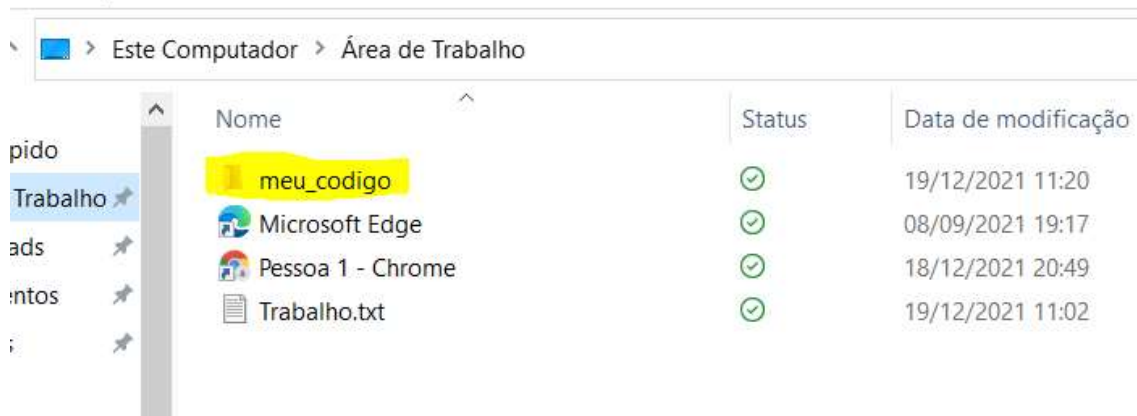 Este Computador > Área de Trabalho
Nome Status Data de modificação
pido
Trabalho
ads
entos
s
meu_codigo 19/12/2021 11:20
Microsoft Edge 08/09/2021 19:17
Pessoa 1 - Chrome 18/12/2021 20:49
Trabalho.txt 19/12/2021 11:02